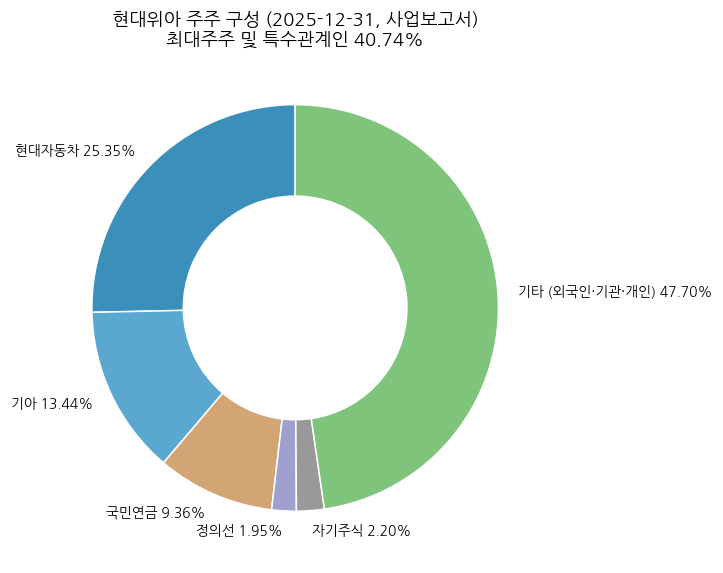 현대위아 주주 구성 (2025-12-31, 사업보고서)
최대주주 및 특수관계인 40.74%
현대자동차 25.35%
기타 (외국인·기관·개인) 47.70%
기아 13.44%
국민연금 9.36%
정의선 1.95%
자기주식 2.20%